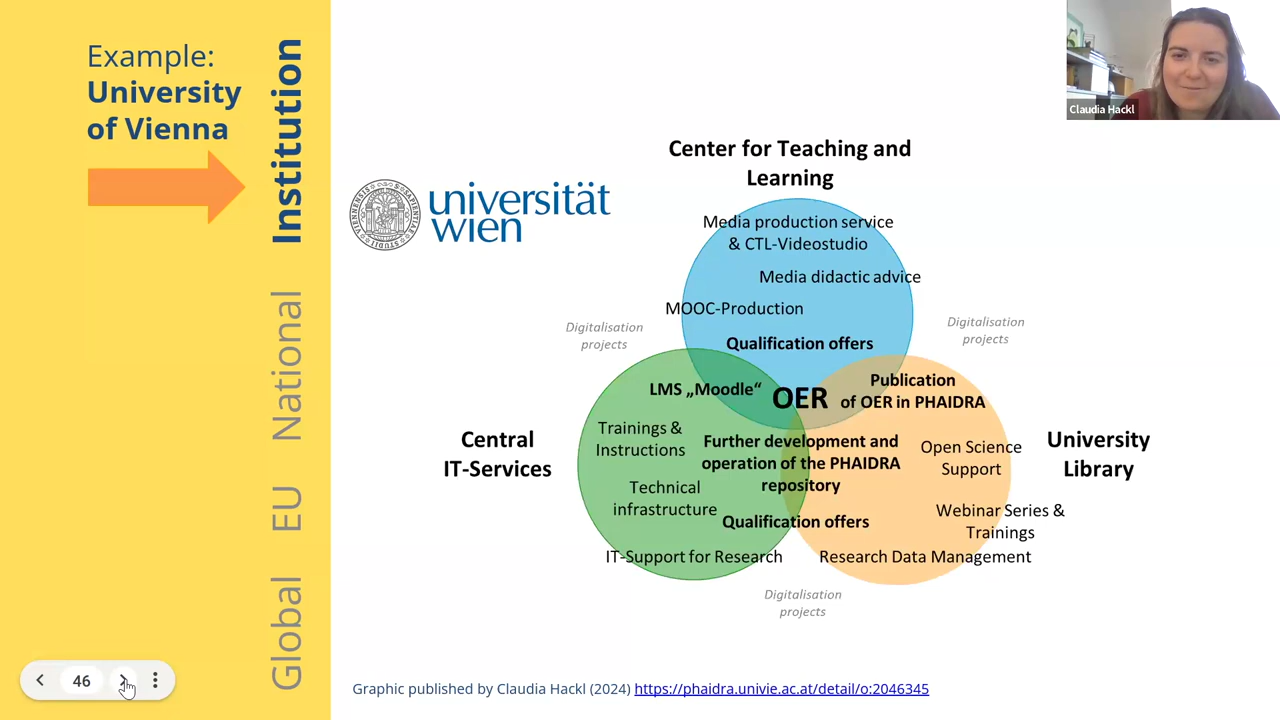 Example:
University
of Vienna
Institution
National
EU
Global
universität
wien
Center for Teaching and
Learning
Media production service
& CTL-Videostudio
Media didactic advice
MOOC-Production
Qualification offers
Digitalisation
projects
Digitalisation
projects
LMS „Moodle“
OER
Publication
of OER in PHAIDRA
Central
IT-Services
Trainings &
Instructions
Further development and
operation of the PHAIDRA
repository
Open Science
Support
University
Library
Technical
infrastructure
Qualification offers
Webinar Series &
Trainings
IT-Support for Research
Research Data Management
Digitalisation
projects
Graphic published by Claudia Hackl (2024) https://phaidra.univie.ac.at/detail/o:2046345
46
Claudia Hackl